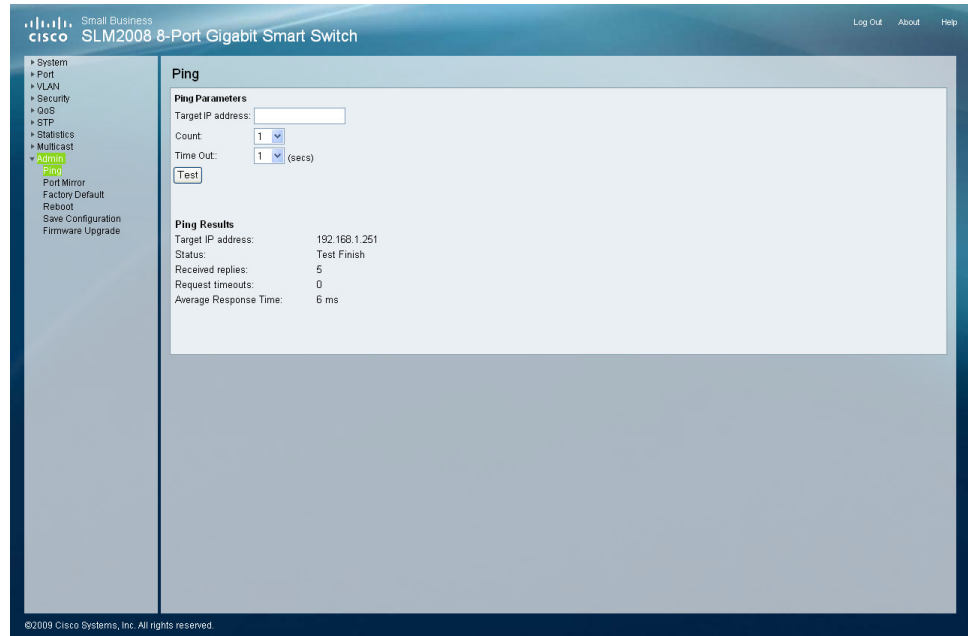 Small Business
CISCO SLM2008 8-Port Gigabit Smart Switch
Log Out About Help
System
Port
VLAN
Security
QoS
STP
Statistics
Multicast
Admin
Ping
Port Mirror
Factory Default
Reboot
Save Configuration
Firmware Upgrade
Ping
Ping Parameters
Target IP address:
Count: 1
Time Out:: 1 (secs)
Test
Ping Results
Target IP address: 192.168.1.251
Status: Test Finish
Received replies: 5
Request timeouts: 0
Average Response Time: 6 ms
©2009 Cisco Systems, Inc. All rights reserved.